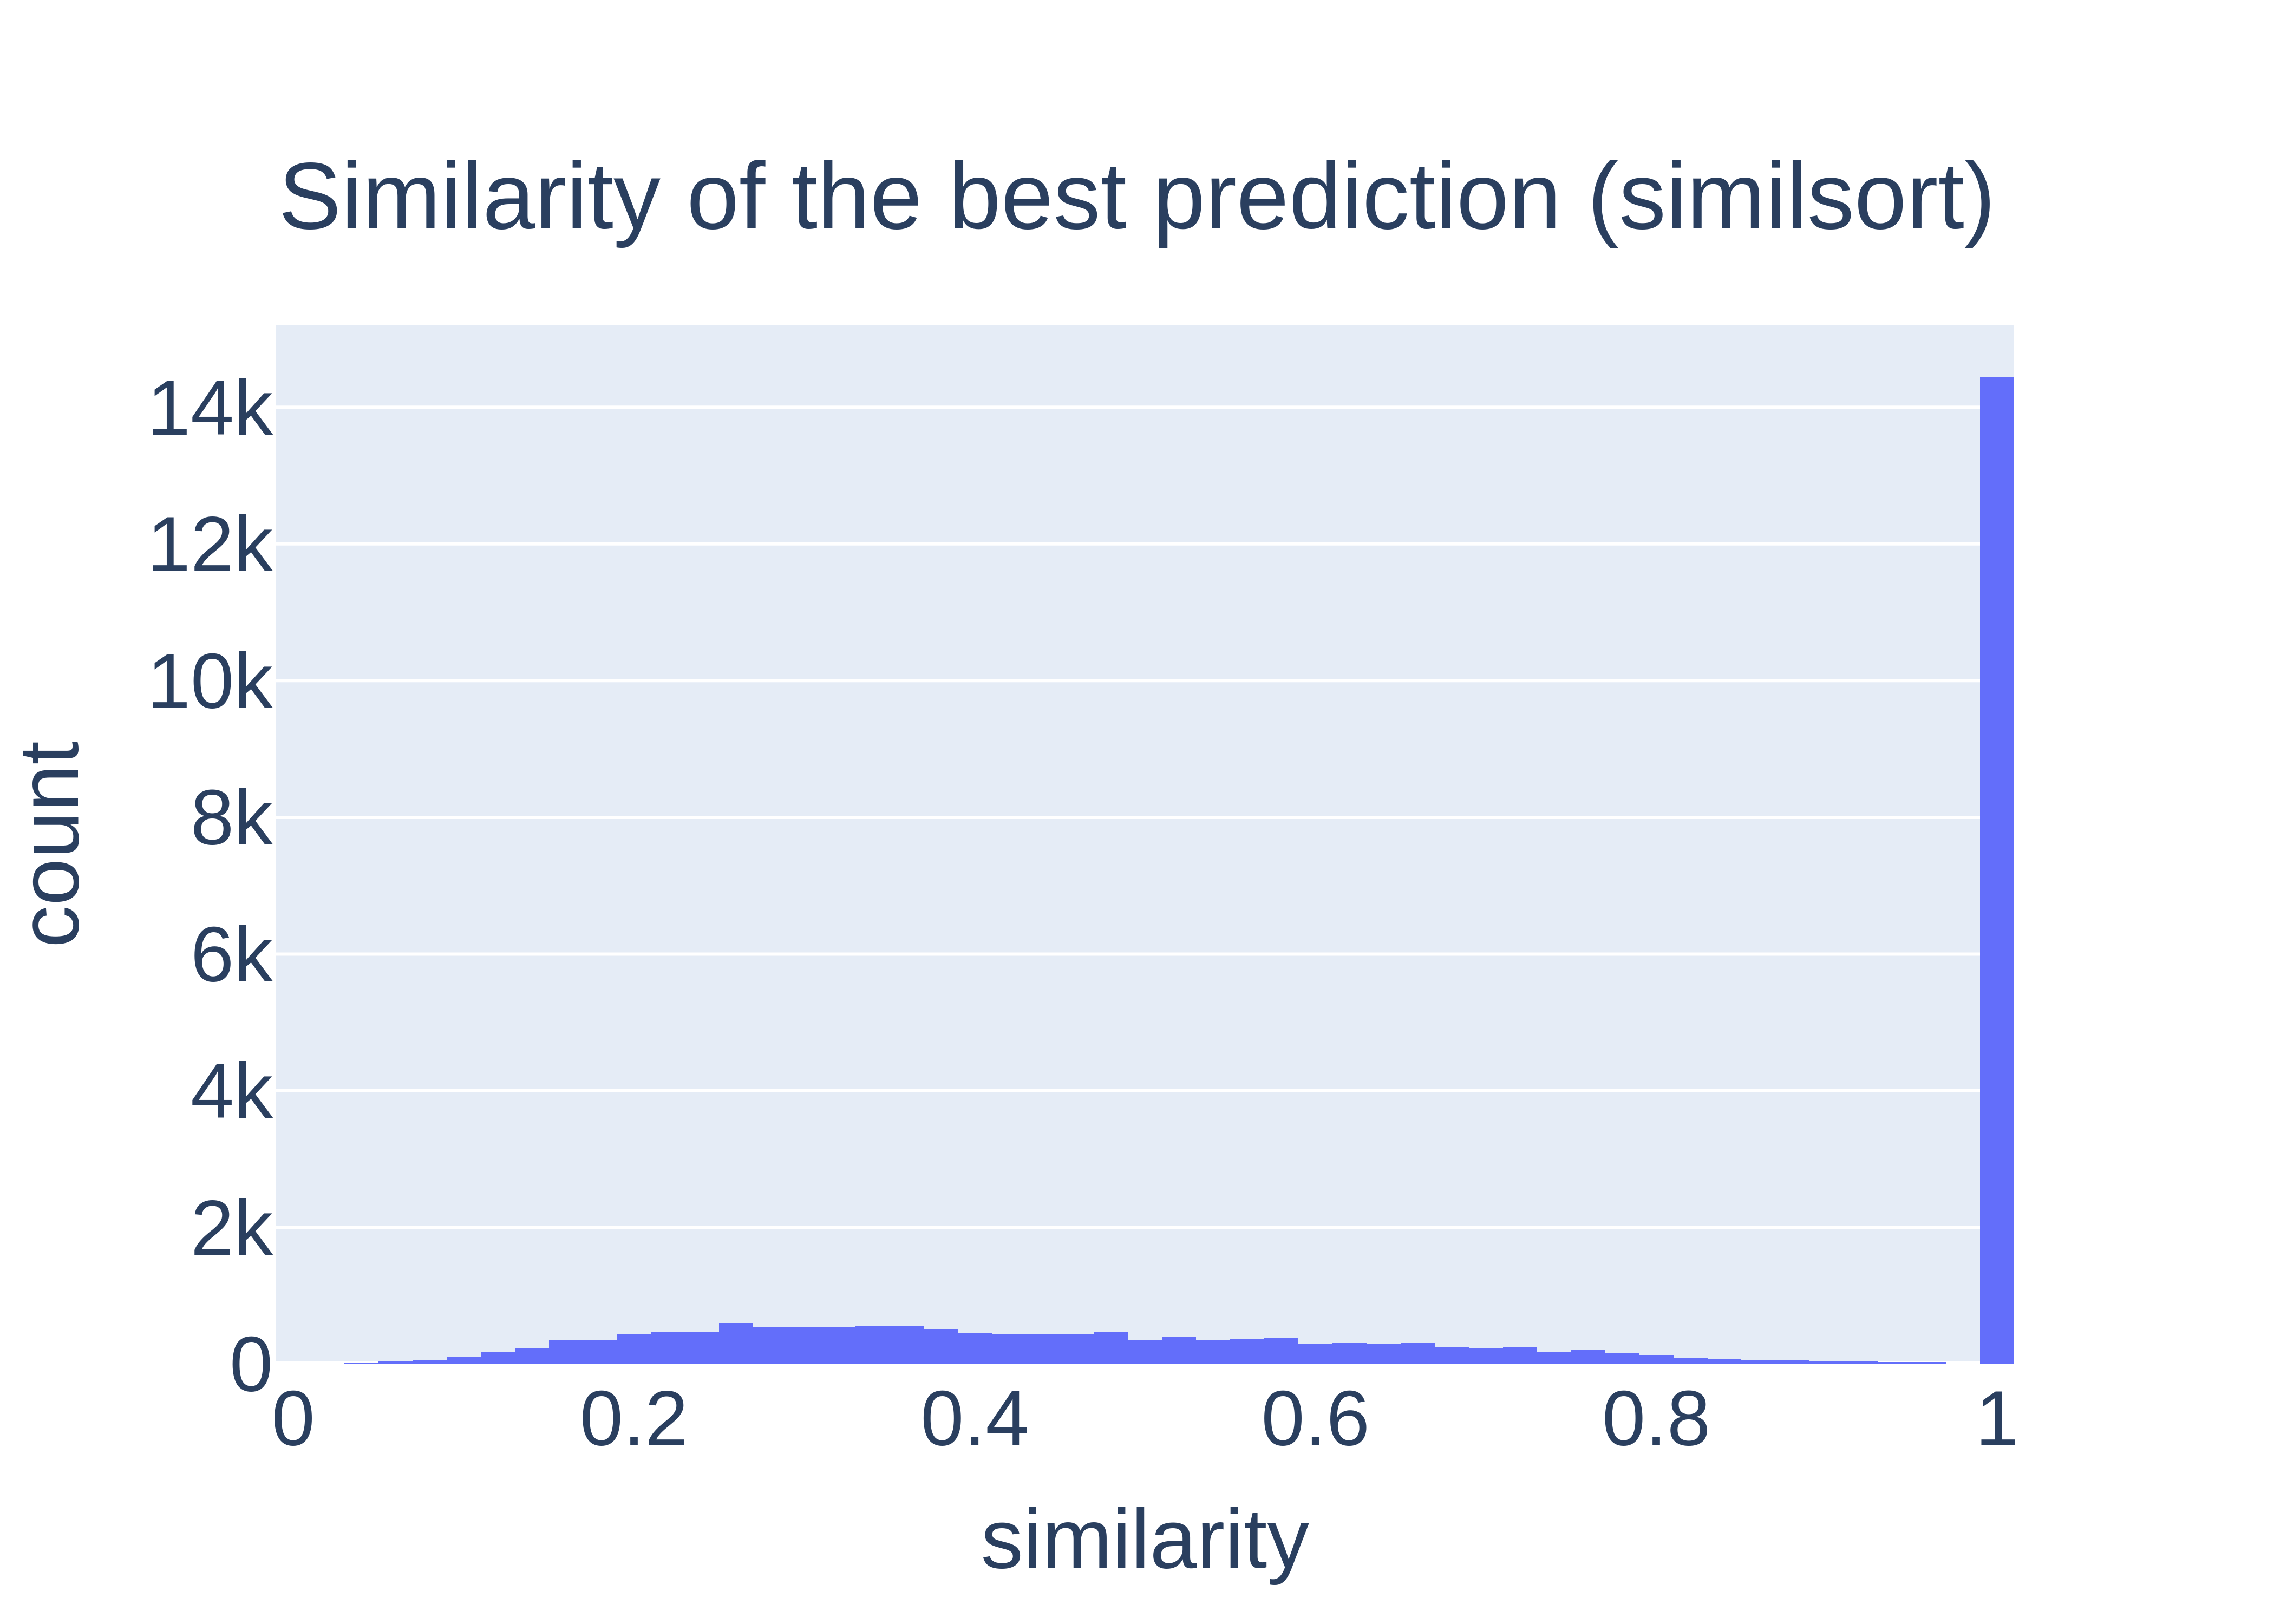 Similarity of the best prediction (similsort)
14k
12k
10k
8k
6k
4k
2k
0
count
0 0.2 0.4 0.6 0.8 1
similarity